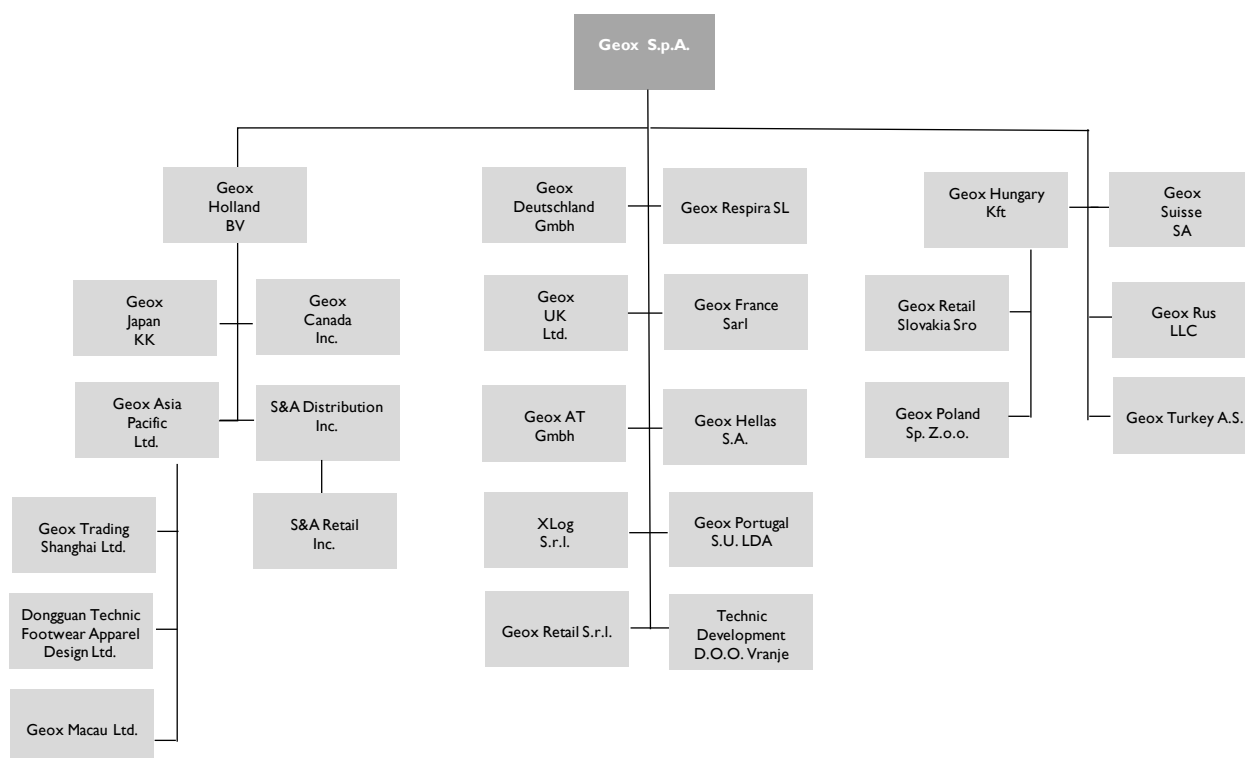 Geox S.p.A.
Geox
Holland
BV
Geox
Deutschland
Gmbh
Geox Respira SL
Geox Hungary
Kft
Geox
Suisse
SA
Geox
Japan
KK
Geox
Canada
Inc.
Geox
UK
Ltd.
Geox France
Sarl
Geox Retail
Slovakia Sro
Geox Rus
LLC
Geox Asia
Pacific
Ltd.
S&A Distribution
Inc.
Geox AT
Gmbh
Geox Hellas
S.A.
Geox Poland
Sp. Z.o.o.
Geox Turkey A.S.
Geox Trading
Shanghai Ltd.
S&A Retail
Inc.
XLog
S.r.l.
Geox Portugal
S.U. LDA
Dongguan Technic
Footwear Apparel
Design Ltd.
Geox Retail S.r.l.
Technic
Development
D.O.O. Vranje
Geox Macau Ltd.